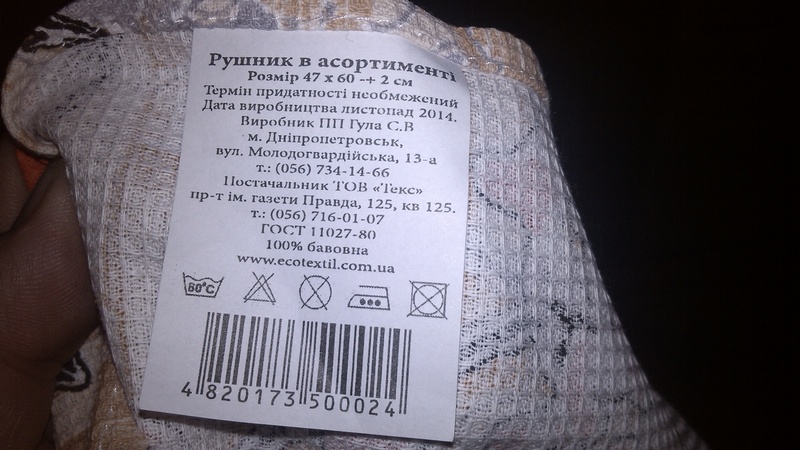 Рушник в асортименті
Розмір 47 х 60 -+ 2 см
Термін придатності необмежений
Дата виробництва листопад 2014.
Виробник ПП Гула С.В
м. Дніпропетровськ,
вул. Молодогвардійська, 13-а
т.: (056) 734-14-66
Постачальник ТОВ «Текс»
пр-т ім. газети Правда, 125, кв 125.
т.: (056) 716-01-07
ГОСТ 11027-80
100% бавовна
www.ecotextil.com.ua
60°C
4 820173 500024